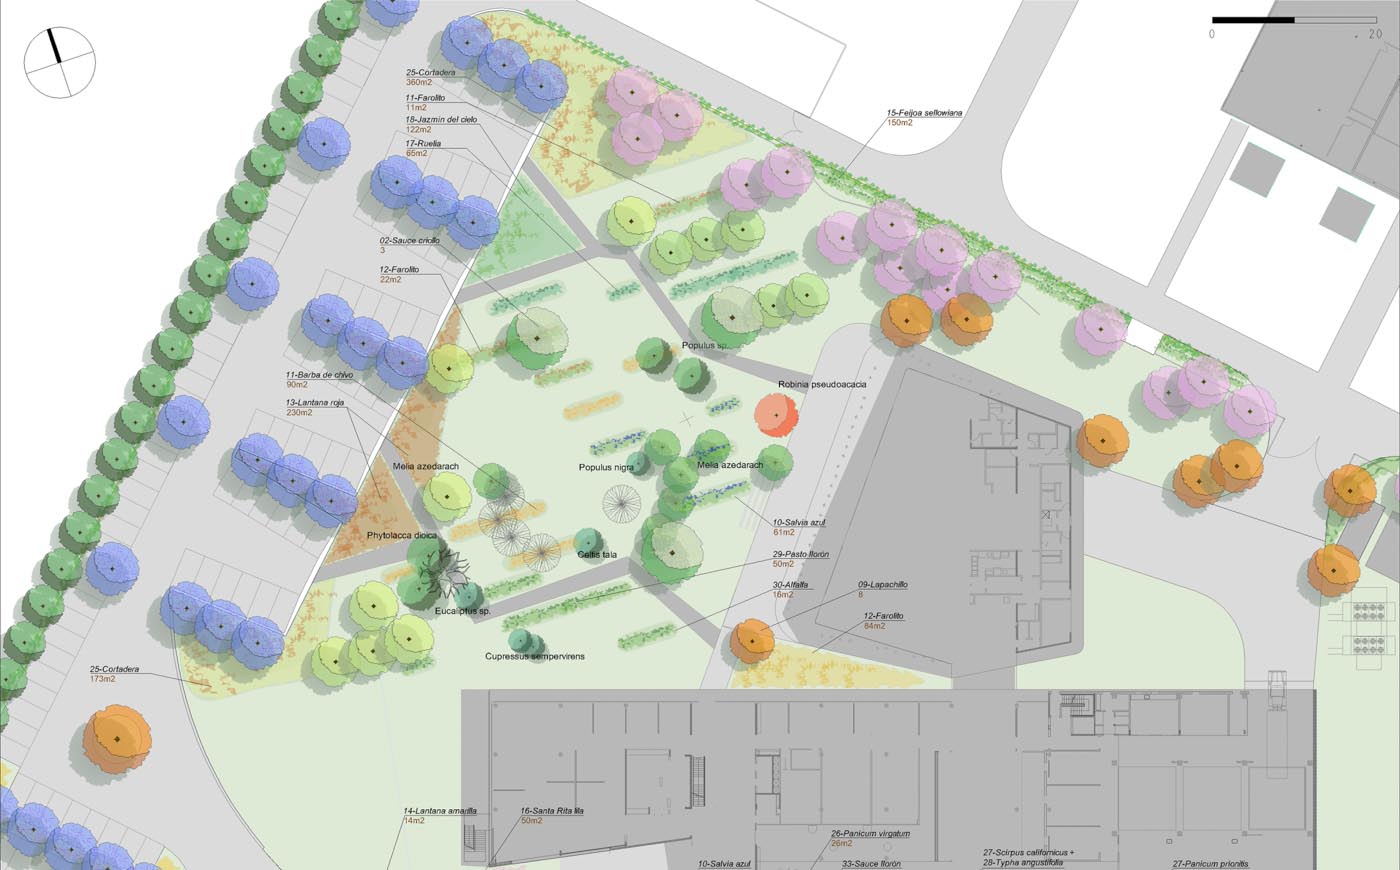 0 20
25-Cortadera
360m2
11-Farolito
11m2
18-Jazmín del cielo
122m2
17-Ruelia
65m2
15-Feijoa sellowiana
150m2
02-Sauce criollo
3
12-Farolito
22m2
Populus sp.
Robinia pseudoacacia
11-Barba de chivo
90m2
13-Lantana roja
230m2
Melia azedarach
Populus nigra
Melia azedarach
10-Salvia azul
61m2
Phytolacca dioica
Celtis tala
29-Pasto llorón
50m2
30-Alfalfa
16m2
09-Lapachillo
8
Eucaliptus sp.
12-Farolito
84m2
Cupressus sempervirens
25-Cortadera
173m2
14-Lantana amarilla
14m2
16-Santa Rita lila
50m2
26-Panicum virgatum
26m2
10-Salvia azul
33-Sauce llorón
27-Scirpus californicus +
28-Typha angustifolia
27-Panicum prionitis